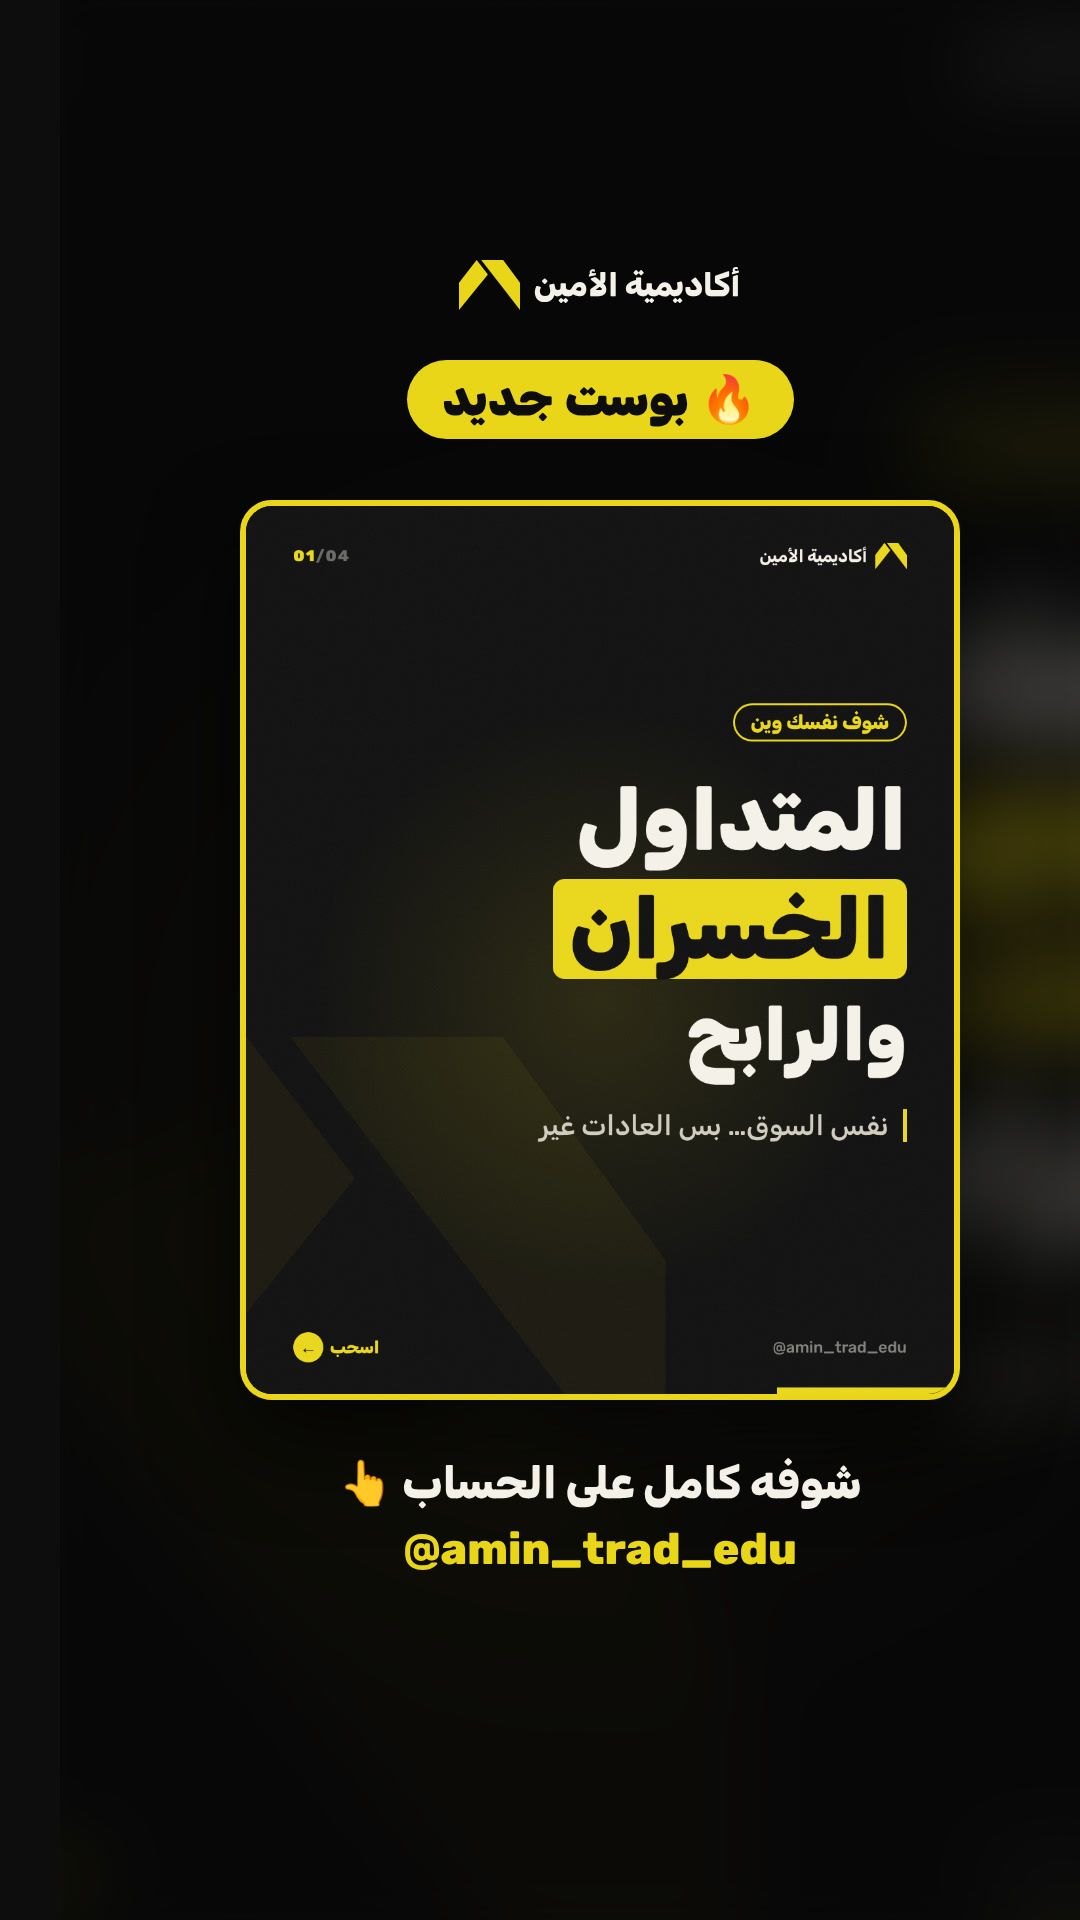 أكاديمية الأمين
🔥 بوست جديد
أكاديمية الأمين
01/04
شوف نفسك وين
المتداول
الخسران
والرابح
نفس السوق... بس العادات غير
@amin_trad_edu
اسحب ←
شوفه كامل على الحساب 👆
@amin_trad_edu